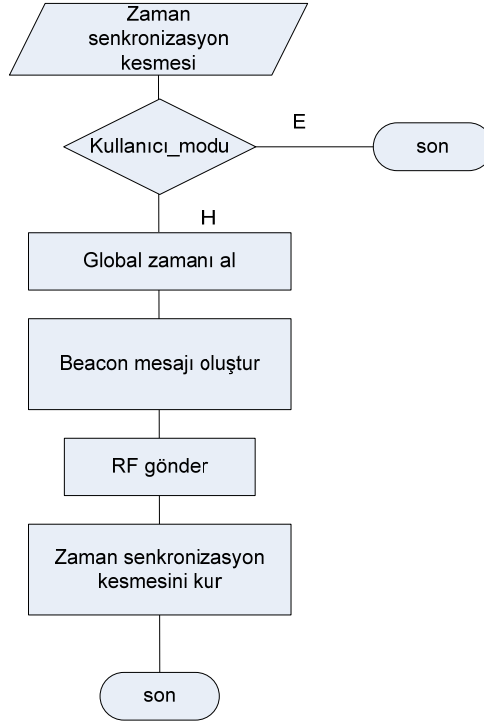 Zaman
senkronizasyon
kesmesi
Kullanıcı_modu
E
son
H
Global zamanı al
Beacon mesajı oluştur
RF gönder
Zaman senkronizasyon
kesmesini kur
son